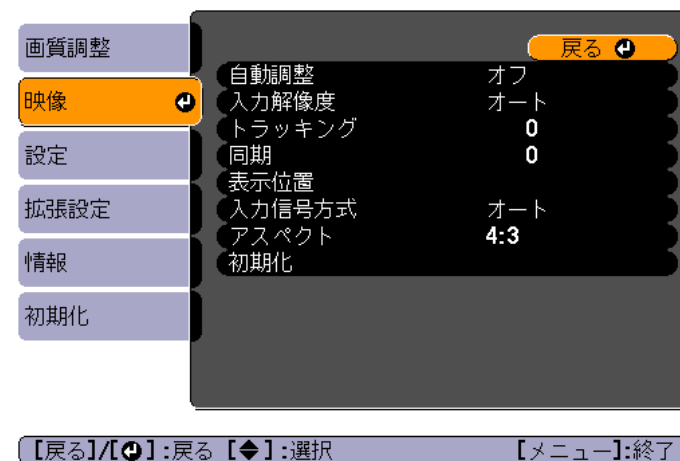 画質調整
映像
設定
拡張設定
情報
初期化
戻る
自動調整 オフ
入力解像度 オート
トラッキング 0
同期 0
表示位置
入力信号方式 オート
アスペクト 4:3
初期化
【戻る】/【⏎】:戻る 【◆】:選択 【メニュー】:終了